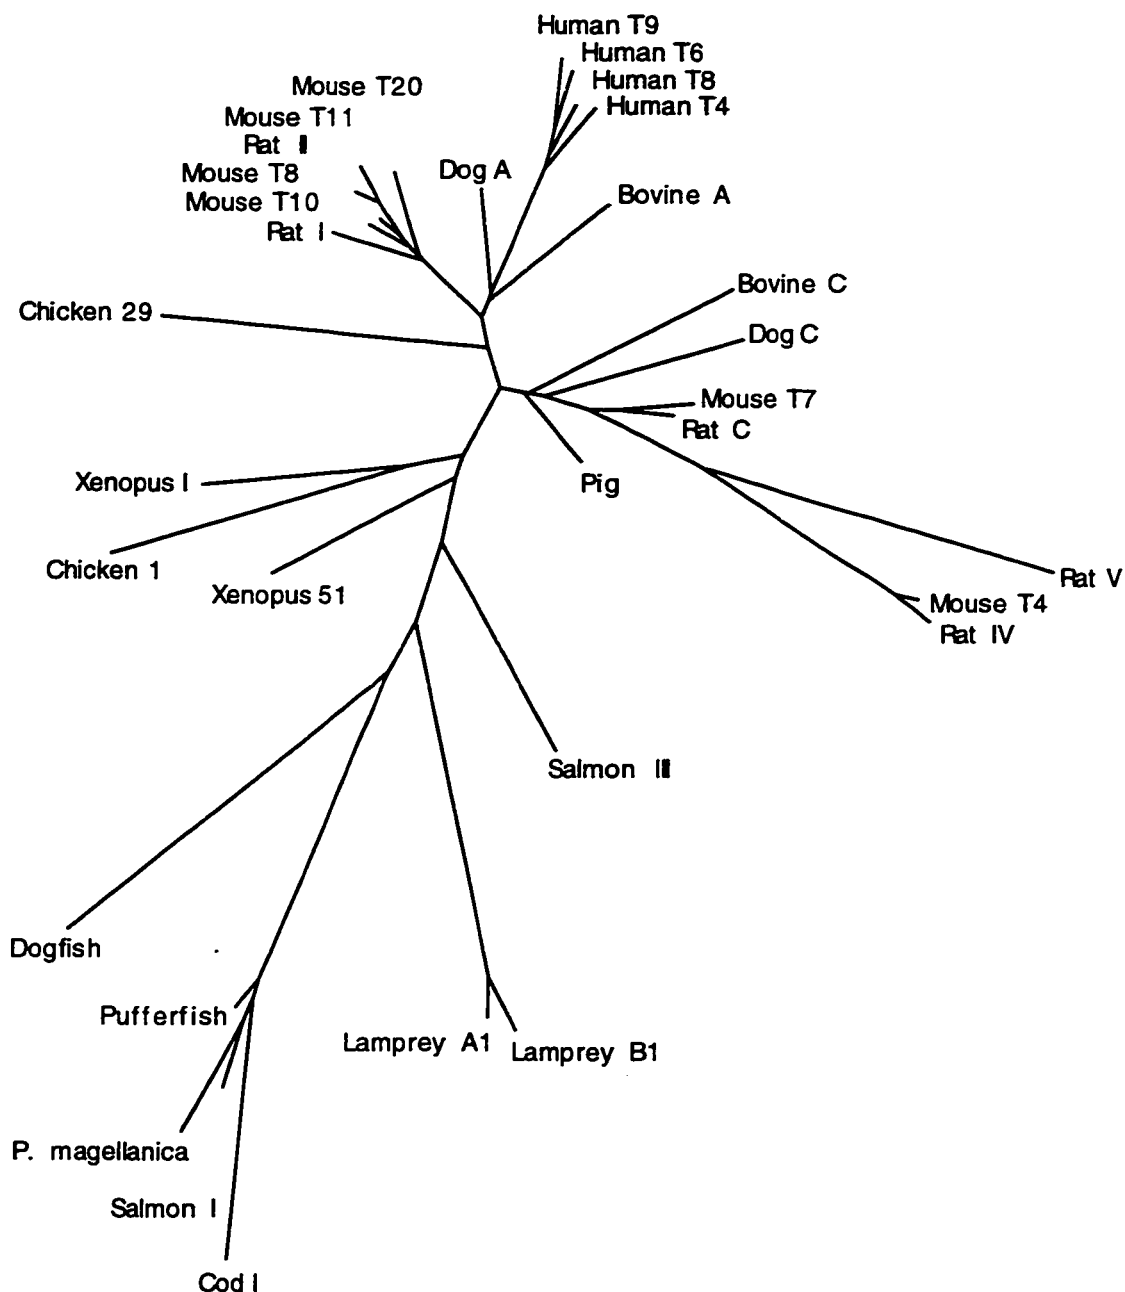 Human T9
Human T6
Human T8
Human T4
Mouse T20
Mouse T11
Rat II
Mouse T8
Mouse T10
Rat I
Dog A
Bovine A
Bovine C
Chicken 29
Dog C
Mouse T7
Rat C
Pig
Xenopus I
Chicken 1
Xenopus 51
Rat V
Mouse T4
Rat IV
Salmon III
Dogfish
Pufferfish
Lamprey A1
Lamprey B1
P. magellanica
Salmon I
Cod I